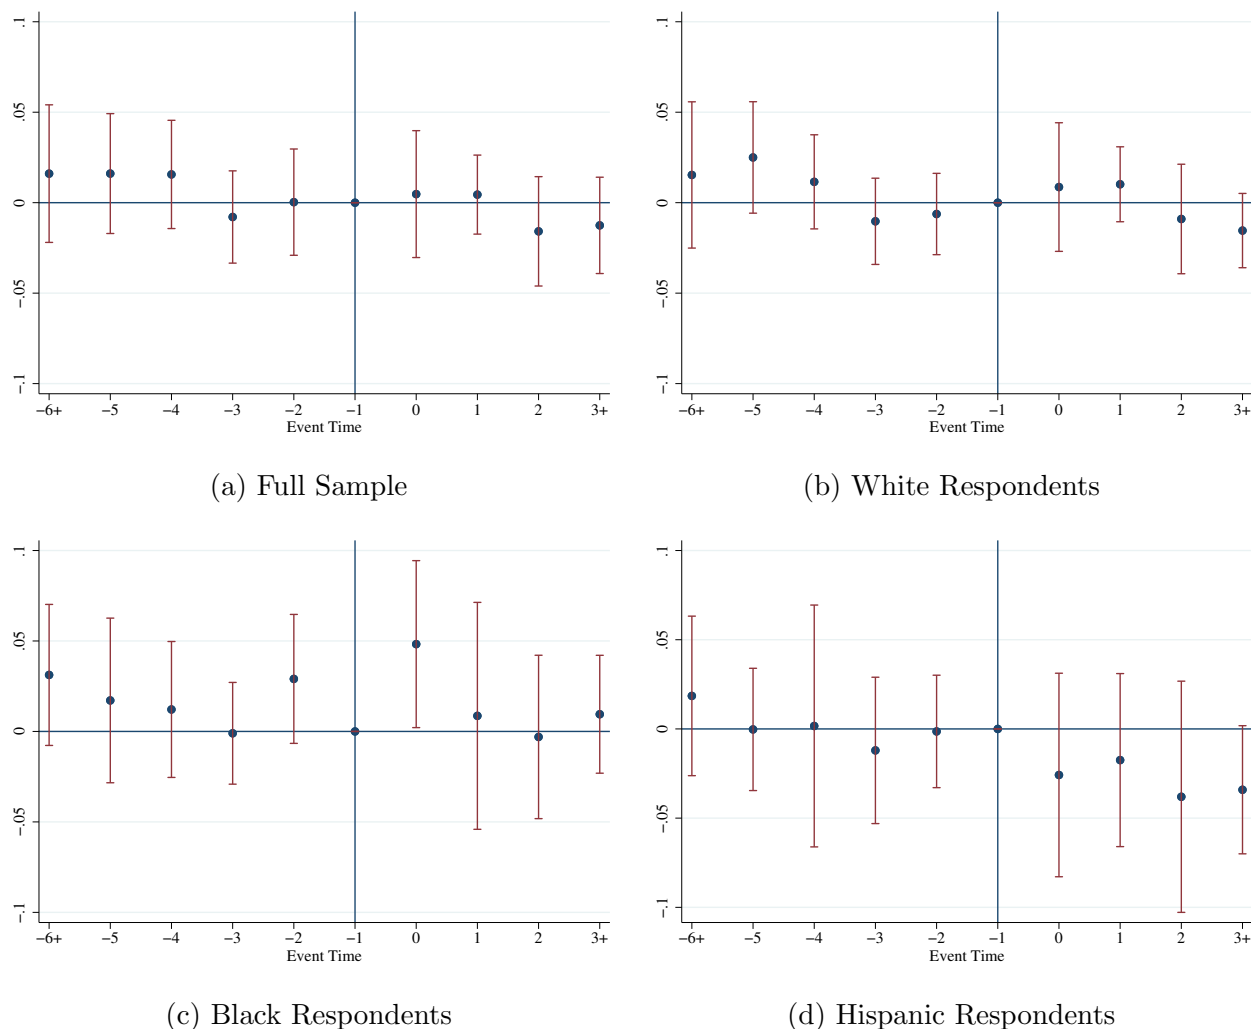 .1
.05
0
−.05
−.1
−6+ −5 −4 −3 −2 −1 0 1 2 3+
Event Time
(a) Full Sample
.1
.05
0
−.05
−.1
−6+ −5 −4 −3 −2 −1 0 1 2 3+
Event Time
(b) White Respondents
.1
.05
0
−.05
−.1
−6+ −5 −4 −3 −2 −1 0 1 2 3+
Event Time
(c) Black Respondents
.1
.05
0
−.05
−.1
−6+ −5 −4 −3 −2 −1 0 1 2 3+
Event Time
(d) Hispanic Respondents